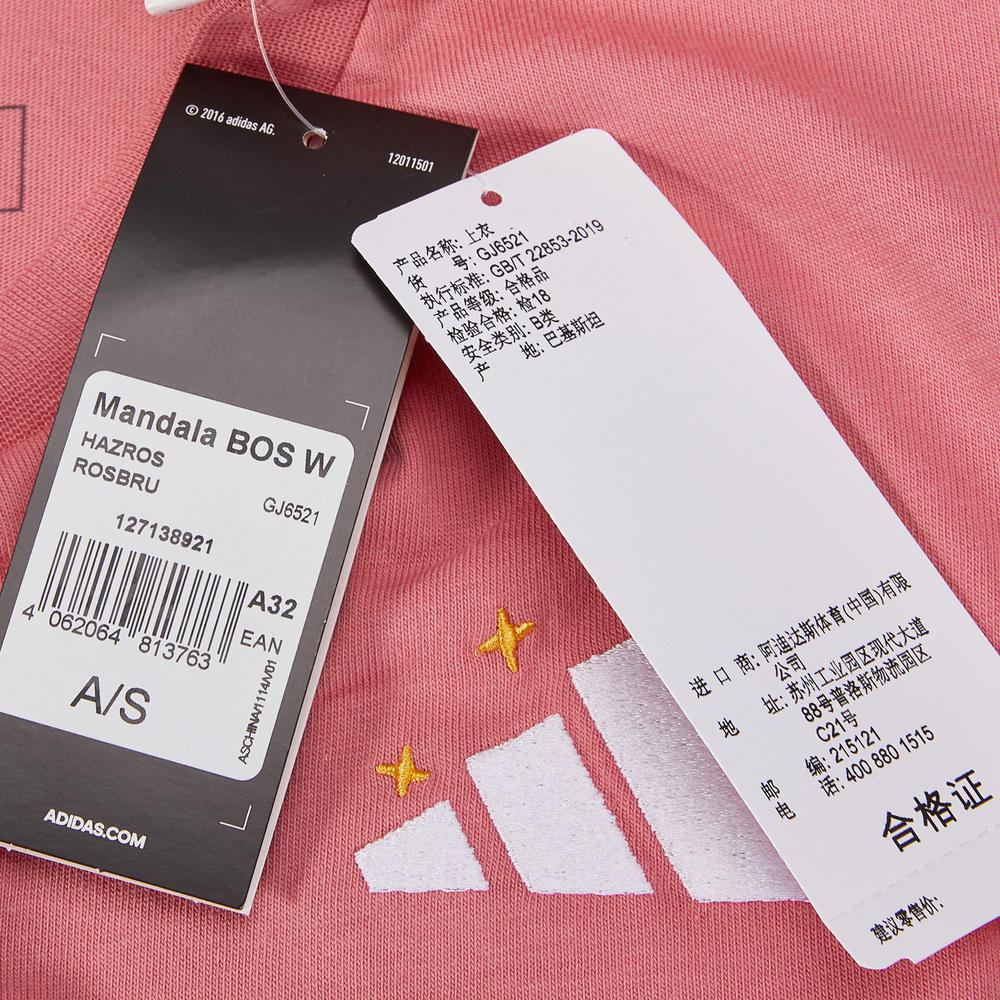 © 2016 adidas AG.
12011501
Mandala BOS W
HAZROS
ROSBRU
GJ6521
127138921
A32
4 062064 813763
EAN
A/S
ASCHINA/1114/V01
ADIDAS.COM
产品名称: 上衣
货 号: GJ6521
执行标准: GB/T 22853-2019
产品等级: 合格品
检验合格: 检18
安全类别: B类
产 地: 巴基斯坦
进 口 商: 阿迪达斯体育(中国)有限
公司
地 址: 苏州工业园区现代大道
88号普洛斯物流园区
C21号
邮 编: 215121
电 话: 400 880 1515
合格证
建议零售价: